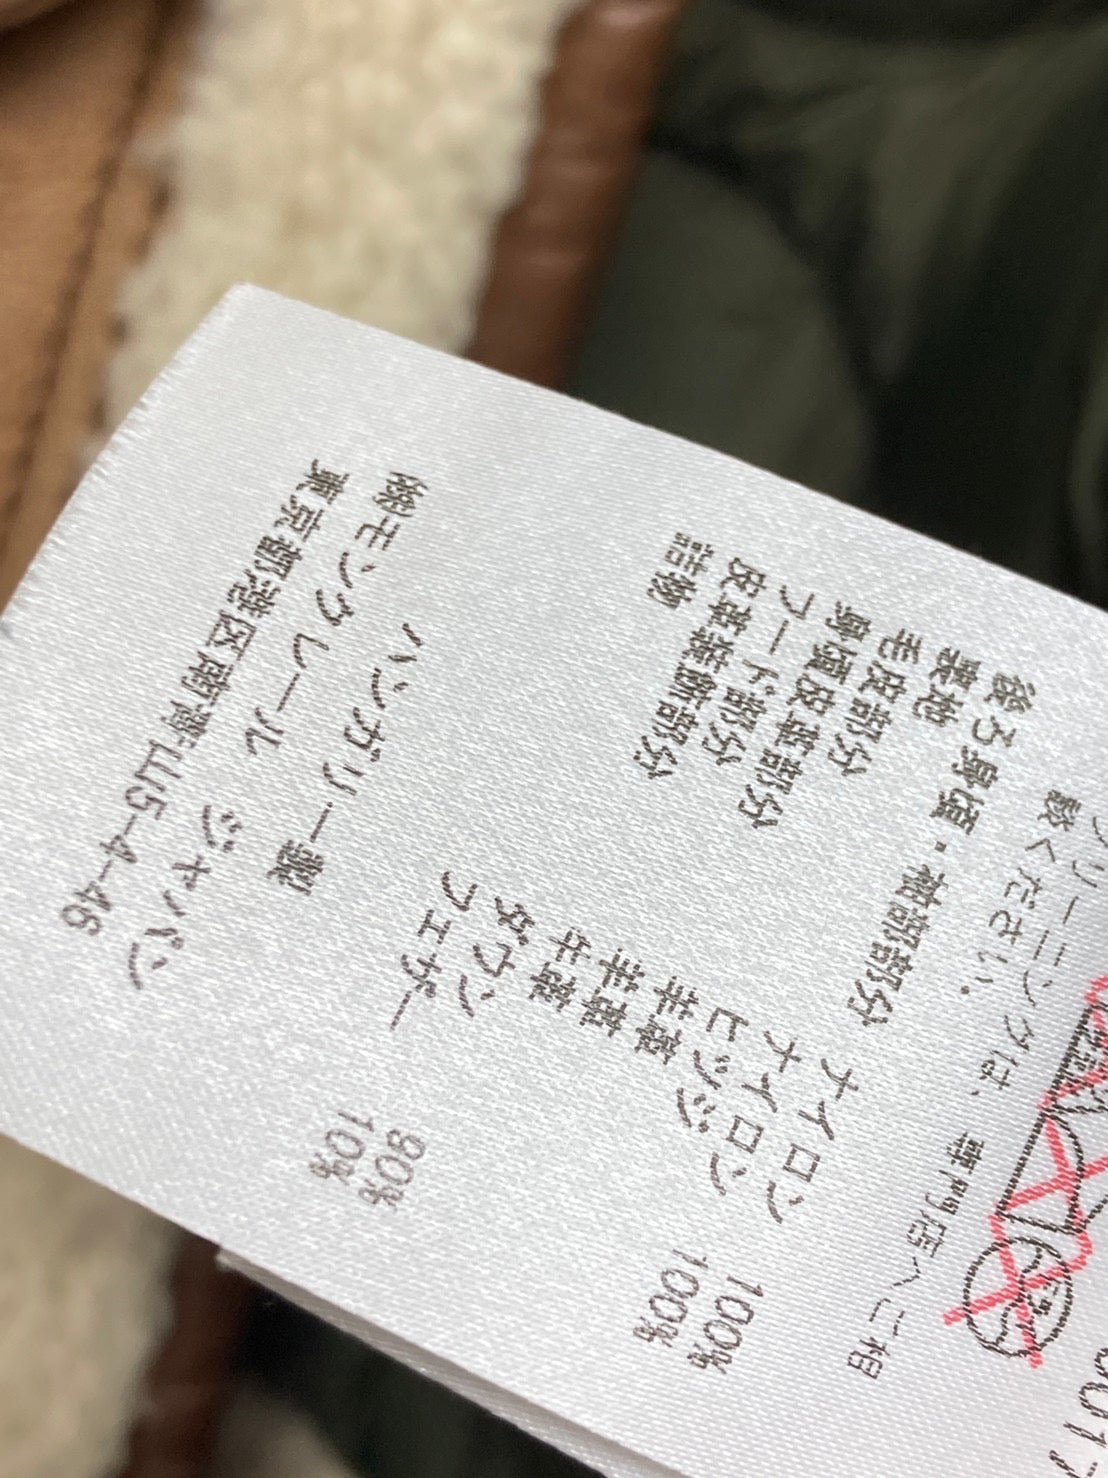 クリーニングは、専門店へご相
談ください。
後ろ身頃・袖部部分 ナイロン 100%
裏地 ナイロン 100%
毛皮部分 ヒツジ
身頃皮革部分 羊革
フード部分 羊革
皮革装飾部分 牛革
詰物 ダウン 90%
フェザー 10%
ハンガリー製
㈱モンクレール ジャパン
東京都港区南青山5-4-46